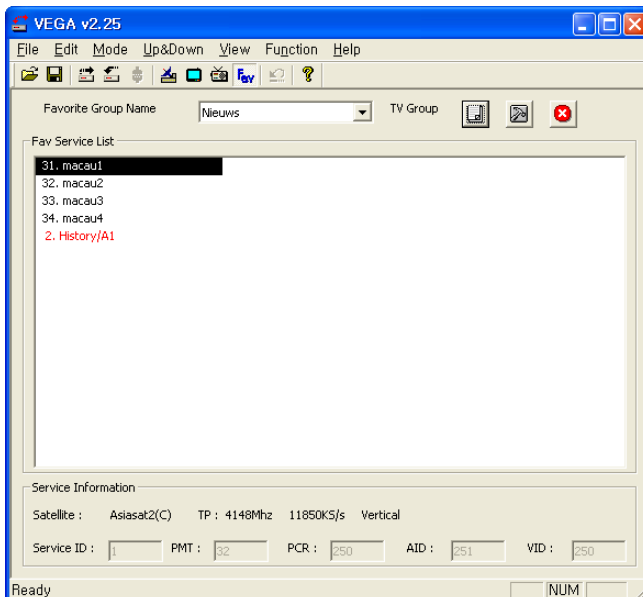 VEGA v2.25
File Edit Mode Up&Down View Function Help
Fav
Favorite Group Name Nieuws TV Group
Fav Service List
31. macau1
32. macau2
33. macau3
34. macau4
2. History/A1
Service Information
Satellite : Asiasat2(C) TP : 4148Mhz 11850KS/s Vertical
Service ID : 1 PMT : 32 PCR : 250 AID : 251 VID : 250
Ready NUM